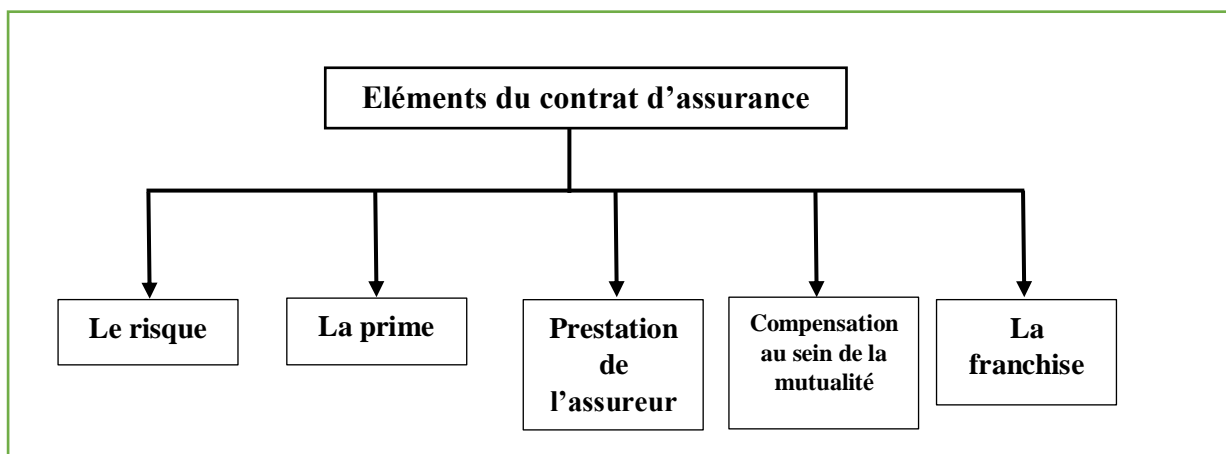 Eléments du contrat d’assurance
Le risque
La prime
Prestation
de
l’assureur
Compensation
au sein de la
mutualité
La
franchise